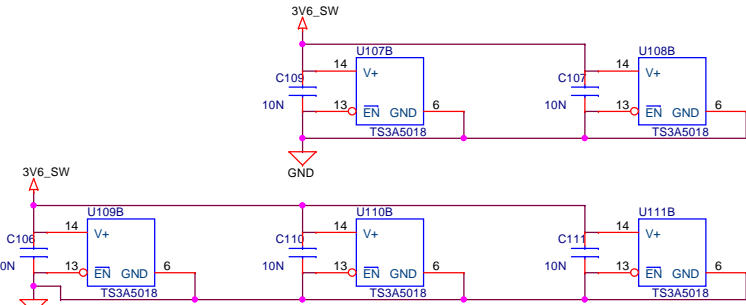 3V6_SW
U107B U108B
14 V+ 14 V+
C109 C107
10N 13 EN GND 6 10N 13 EN GND 6
TS3A5018 TS3A5018
GND
3V6_SW
U109B U110B U111B
14 V+ 14 V+ 14 V+
C106 C110 C111
0N 13 EN GND 6 10N 13 EN GND 6 10N 13 EN GND 6
TS3A5018 TS3A5018 TS3A5018